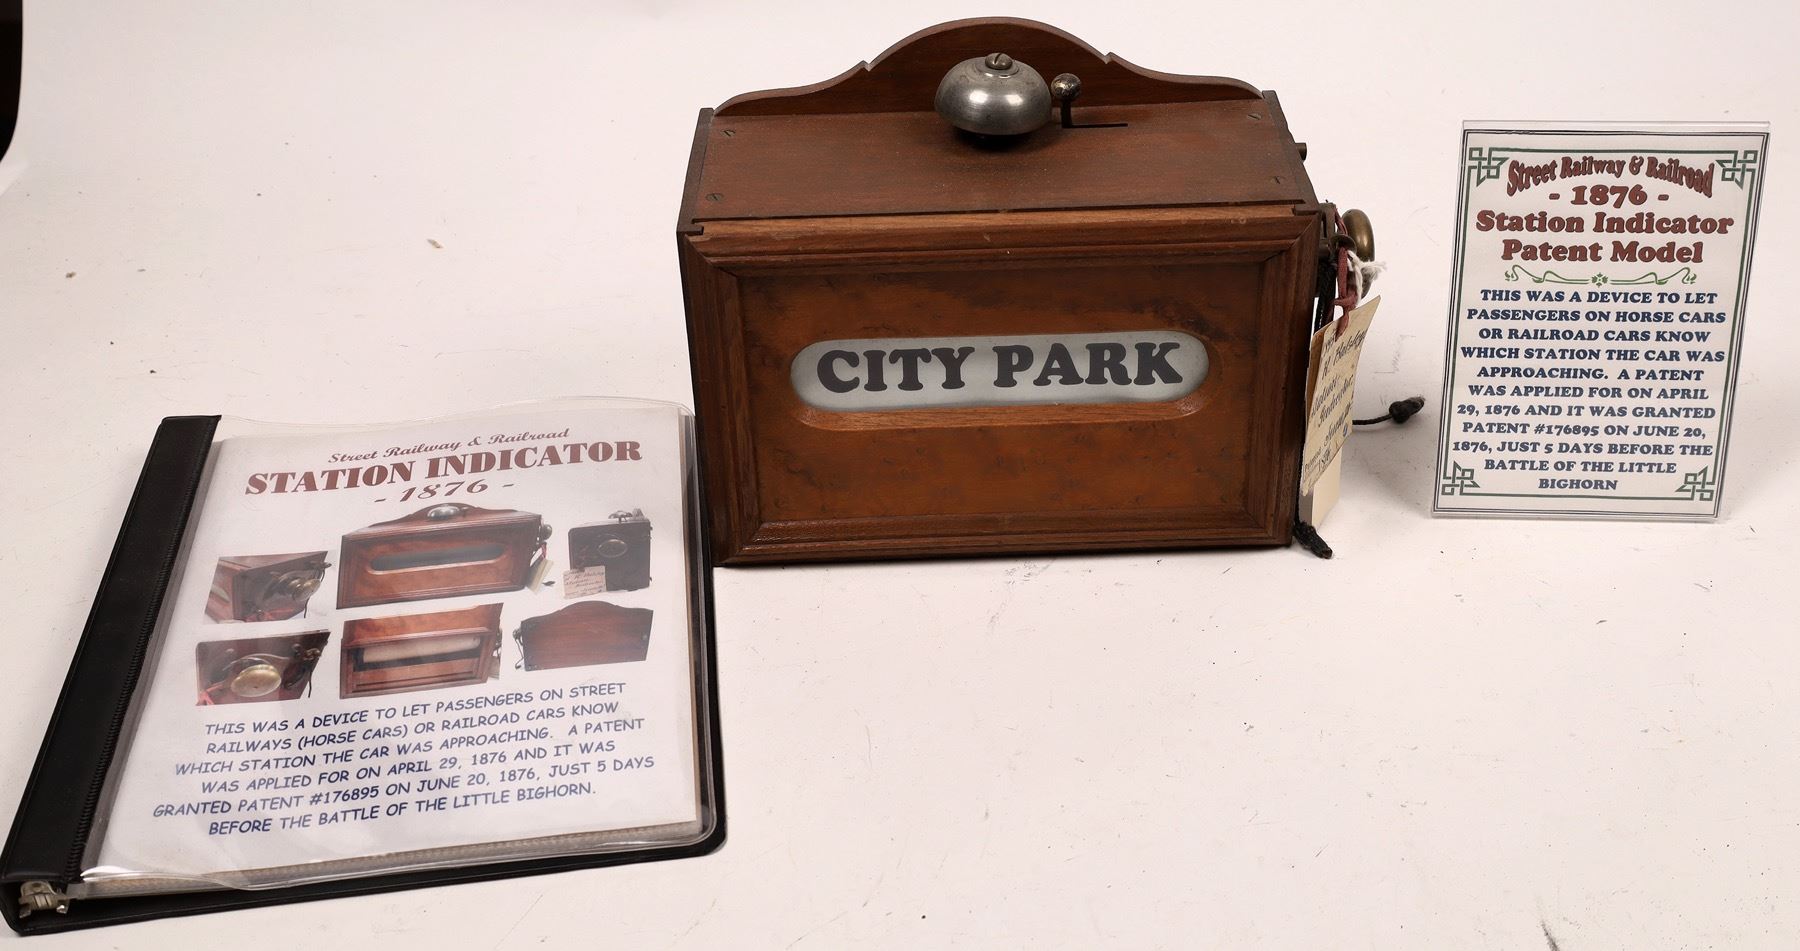 CITY PARK
Street Railway & Railroad
STATION INDICATOR
- 1876 -
THIS WAS A DEVICE TO LET PASSENGERS ON STREET
RAILWAYS (HORSE CARS) OR RAILROAD CARS KNOW
WHICH STATION THE CAR WAS APPROACHING. A PATENT
WAS APPLIED FOR ON APRIL 29, 1876 AND IT WAS
GRANTED PATENT #176895 ON JUNE 20, 1876, JUST 5 DAYS
BEFORE THE BATTLE OF THE LITTLE BIGHORN.
Street Railway & Railroad
- 1876 -
Station Indicator
Patent Model
THIS WAS A DEVICE TO LET
PASSENGERS ON HORSE CARS
OR RAILROAD CARS KNOW
WHICH STATION THE CAR WAS
APPROACHING. A PATENT
WAS APPLIED FOR ON APRIL
29, 1876 AND IT WAS GRANTED
PATENT #176895 ON JUNE 20,
1876, JUST 5 DAYS BEFORE THE
BATTLE OF THE LITTLE
BIGHORN